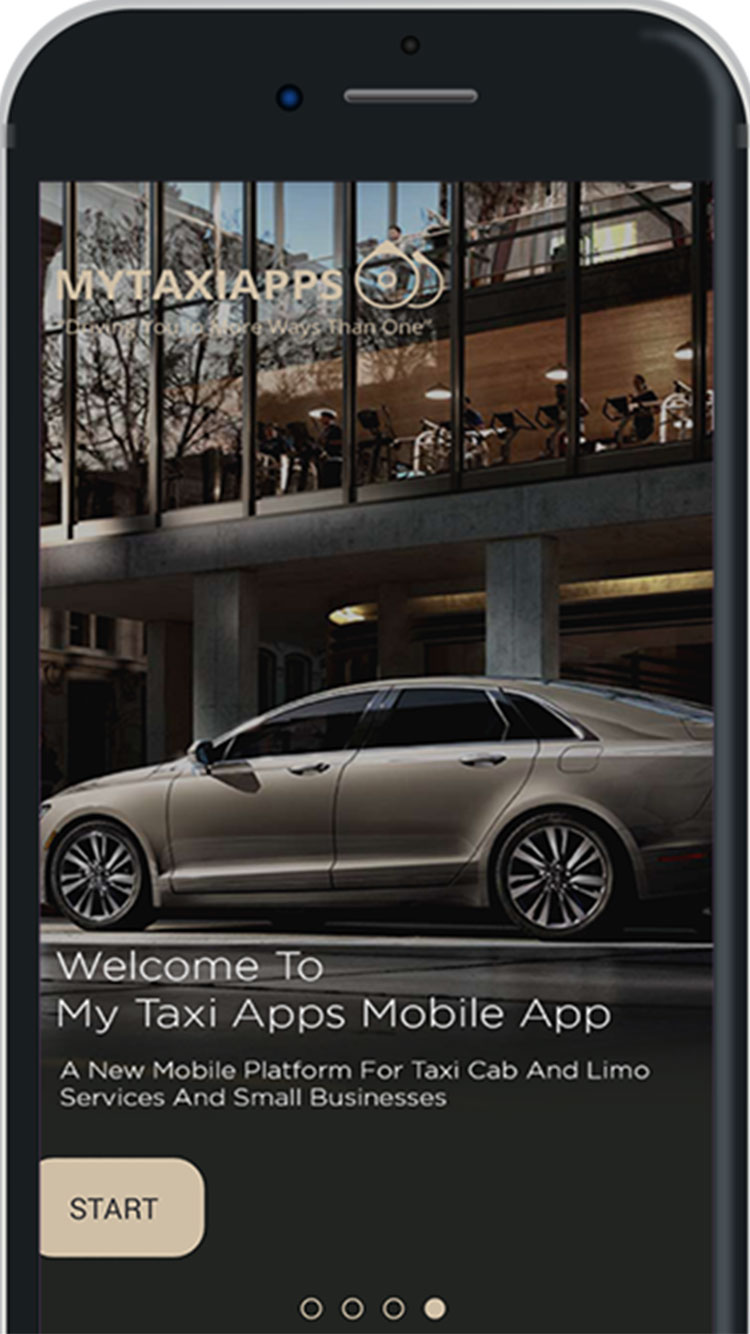 MYTAXIAPPS
"Driving You In More Ways Than One"
Welcome To
My Taxi Apps Mobile App
A New Mobile Platform For Taxi Cab And Limo
Services And Small Businesses
START